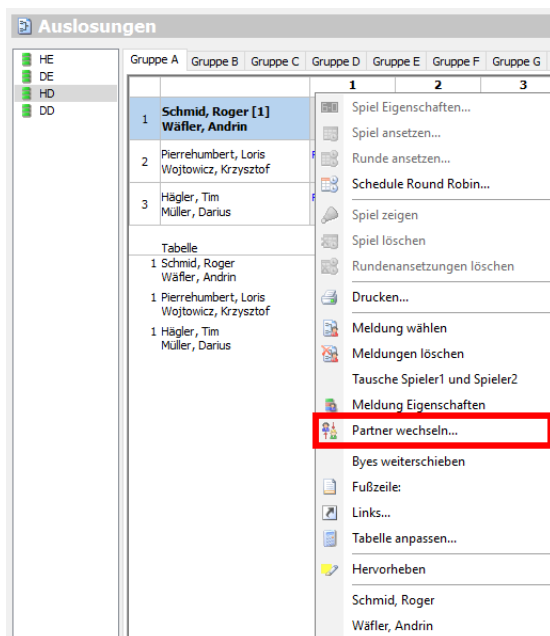 Auslosungen
HE
DE
HD
DD
Gruppe A Gruppe B Gruppe C Gruppe D Gruppe E Gruppe F Gruppe G
1 2 3
1 Schmid, Roger [1]
Wäfler, Andrin
2 Pierrehumbert, Loris
Wojtowicz, Krzysztof
3 Hägler, Tim
Müller, Darius
Tabelle
1 Schmid, Roger
Wäfler, Andrin
1 Pierrehumbert, Loris
Wojtowicz, Krzysztof
1 Hägler, Tim
Müller, Darius
Spiel Eigenschaften...
Spiel ansetzen...
Runde ansetzen...
Schedule Round Robin...
Spiel zeigen
Spiel löschen
Rundenansetzungen löschen
Drucken...
Meldung wählen
Meldungen löschen
Tausche Spieler1 und Spieler2
Meldung Eigenschaften
Partner wechseln...
Byes weiterschieben
Fußzeile:
Links...
Tabelle anpassen...
Hervorheben
Schmid, Roger
Wäfler, Andrin